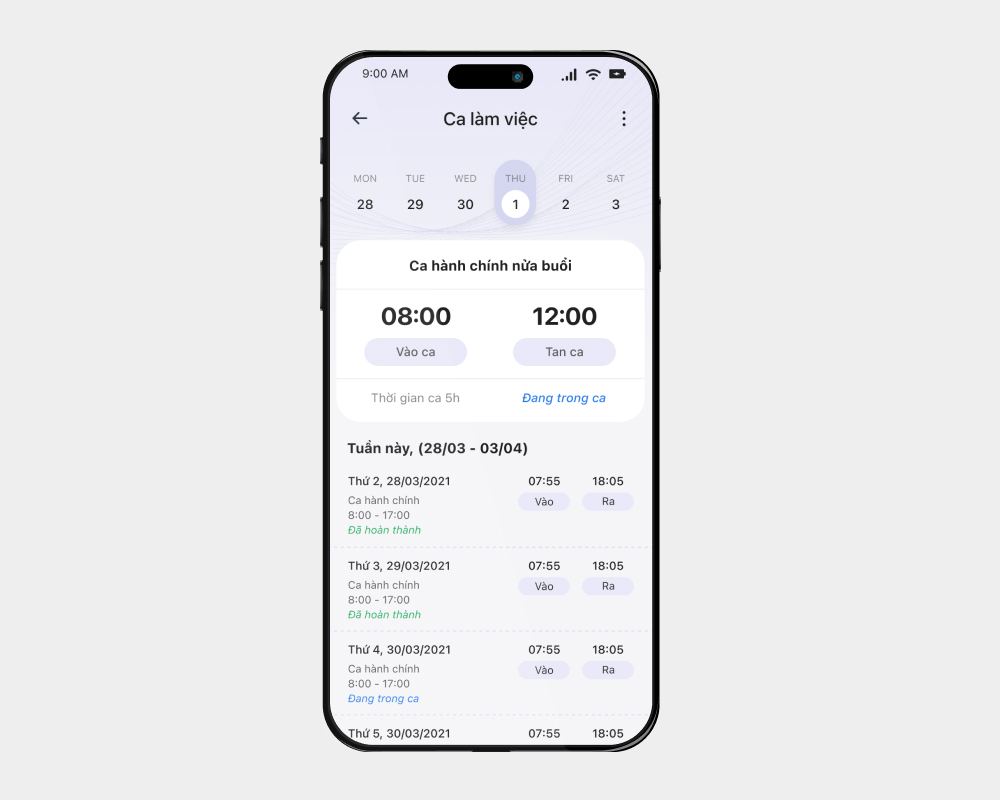 9:00 AM
Ca làm việc
MON TUE WED THU FRI SAT
28 29 30 1 2 3
Ca hành chính nửa buổi
08:00 12:00
Vào ca Tan ca
Thời gian ca 5h Đang trong ca
Tuần này, (28/03 - 03/04)
Thứ 2, 28/03/2021 07:55 18:05
Ca hành chính Vào Ra
8:00 - 17:00
Đã hoàn thành
Thứ 3, 29/03/2021 07:55 18:05
Ca hành chính Vào Ra
8:00 - 17:00
Đã hoàn thành
Thứ 4, 30/03/2021 07:55 18:05
Ca hành chính Vào Ra
8:00 - 17:00
Đang trong ca
Thứ 5, 30/03/2021 07:55 18:05